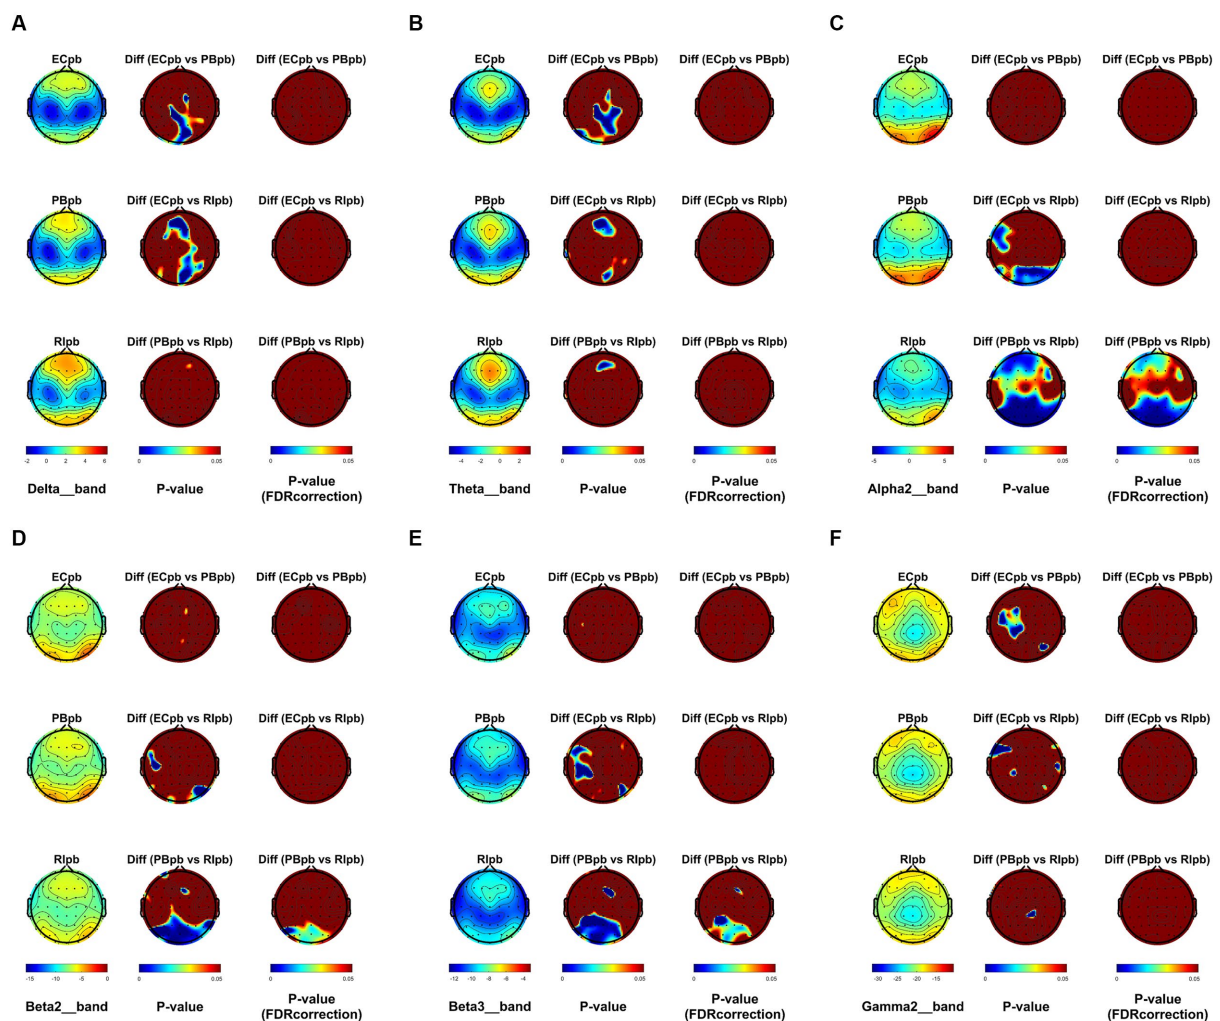 A B C
ECpb Diff (ECpb vs PBpb) Diff (ECpb vs PBpb) ECpb Diff (ECpb vs PBpb) Diff (ECpb vs PBpb) ECpb Diff (ECpb vs PBpb) Diff (ECpb vs PBpb)
PBpb Diff (ECpb vs RIpb) Diff (ECpb vs RIpb) PBpb Diff (ECpb vs RIpb) Diff (ECpb vs RIpb) PBpb Diff (ECpb vs RIpb) Diff (ECpb vs RIpb)
RIpb Diff (PBpb vs RIpb) Diff (PBpb vs RIpb) RIpb Diff (PBpb vs RIpb) Diff (PBpb vs RIpb) RIpb Diff (PBpb vs RIpb) Diff (PBpb vs RIpb)
-2 0 2 4 6 0 0.05 0 0.05 -4 -2 0 2 0 0.05 0 0.05 -5 0 5 0 0.05 0 0.05
Delta__band P-value P-value Theta__band P-value P-value Alpha2__band P-value P-value
(FDRcorrection) (FDRcorrection) (FDRcorrection)
D E F
ECpb Diff (ECpb vs PBpb) Diff (ECpb vs PBpb) ECpb Diff (ECpb vs PBpb) Diff (ECpb vs PBpb) ECpb Diff (ECpb vs PBpb) Diff (ECpb vs PBpb)
PBpb Diff (ECpb vs RIpb) Diff (ECpb vs RIpb) PBpb Diff (ECpb vs RIpb) Diff (ECpb vs RIpb) PBpb Diff (ECpb vs RIpb) Diff (ECpb vs RIpb)
RIpb Diff (PBpb vs RIpb) Diff (PBpb vs RIpb) RIpb Diff (PBpb vs RIpb) Diff (PBpb vs RIpb) RIpb Diff (PBpb vs RIpb) Diff (PBpb vs RIpb)
-15 -10 -5 0 0 0.05 0 0.05 -12 -10 -8 -6 -4 0 0.05 0 0.05 -30 -25 -20 -15 0 0.05 0 0.05
Beta2__band P-value P-value Beta3__band P-value P-value Gamma2__band P-value P-value
(FDRcorrection) (FDRcorrection) (FDRcorrection)